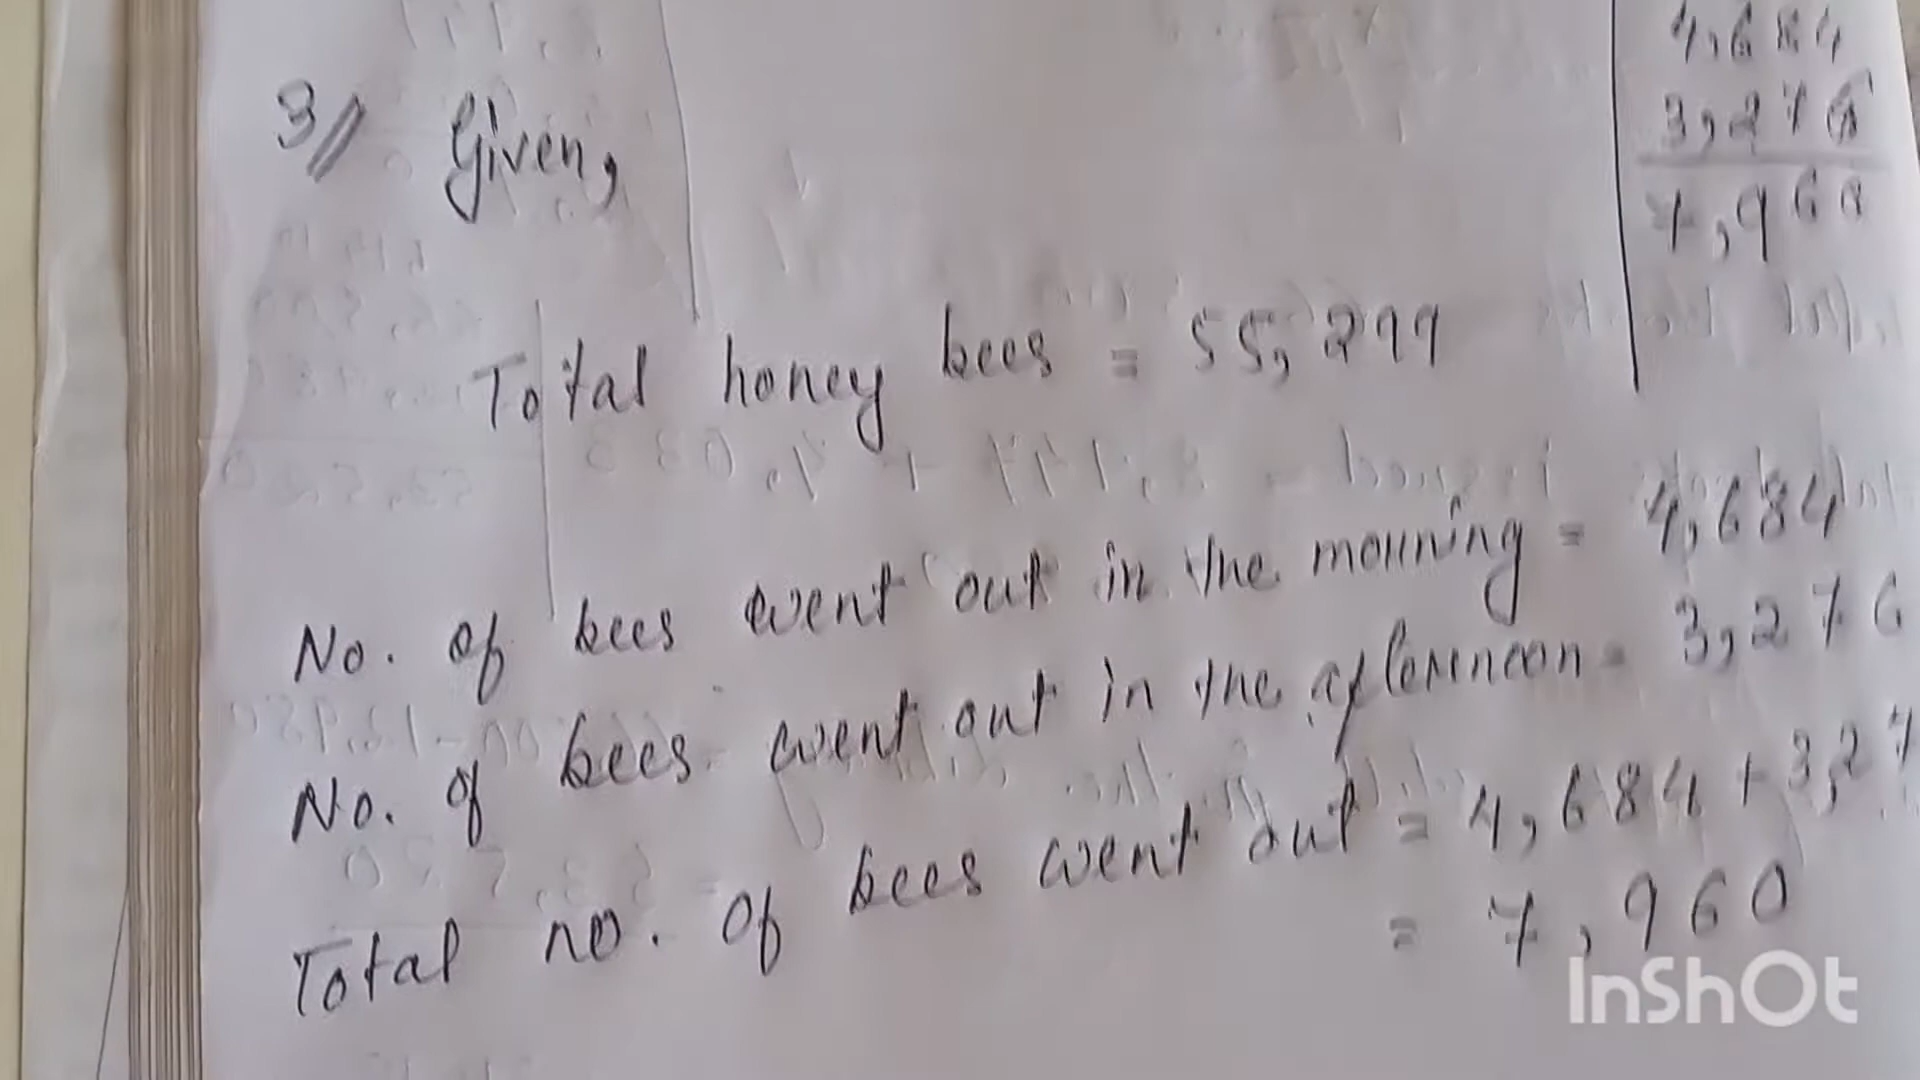 4,684
3,276
7,960
3// Given,
Total honey bees = 55,299
No. of bees went out in the morning = 4,684
No. of bees went out in the afternoon = 3,276
Total no. of bees went out = 4,684 + 3,27
= 7,960
InShOt